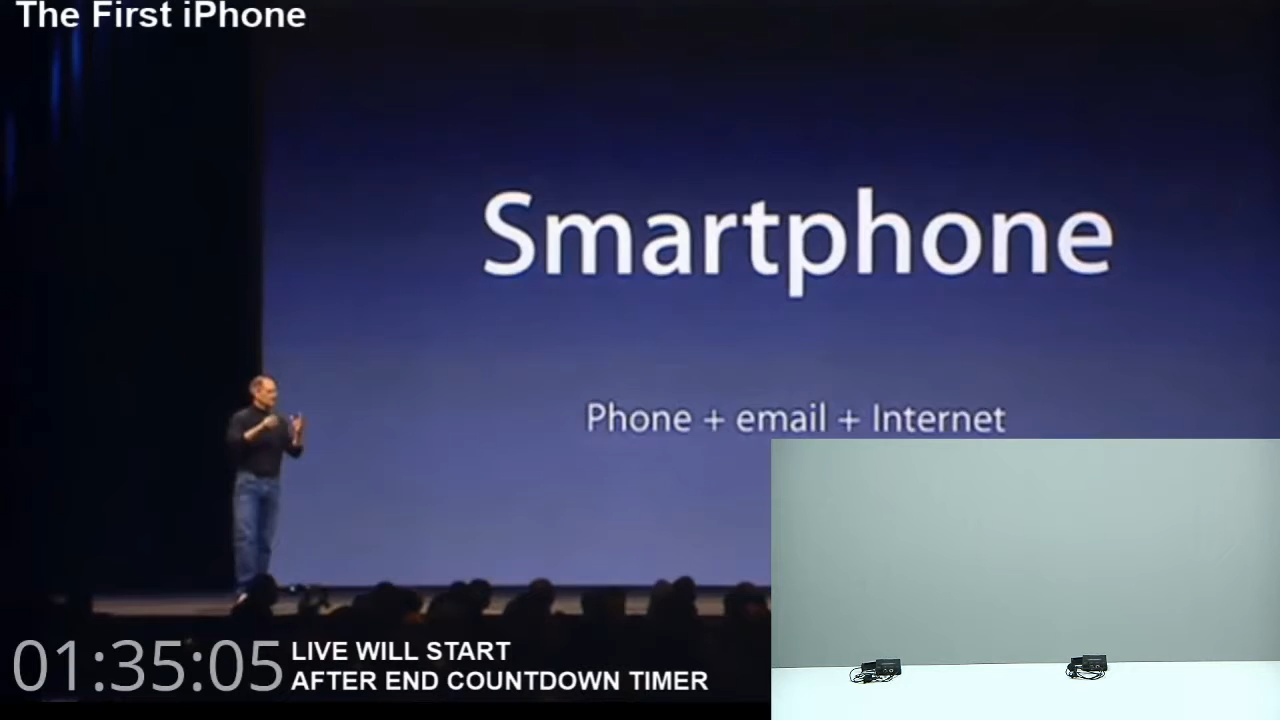 The First iPhone
Smartphone
Phone + email + Internet
01:35:05
LIVE WILL START
AFTER END COUNTDOWN TIMER